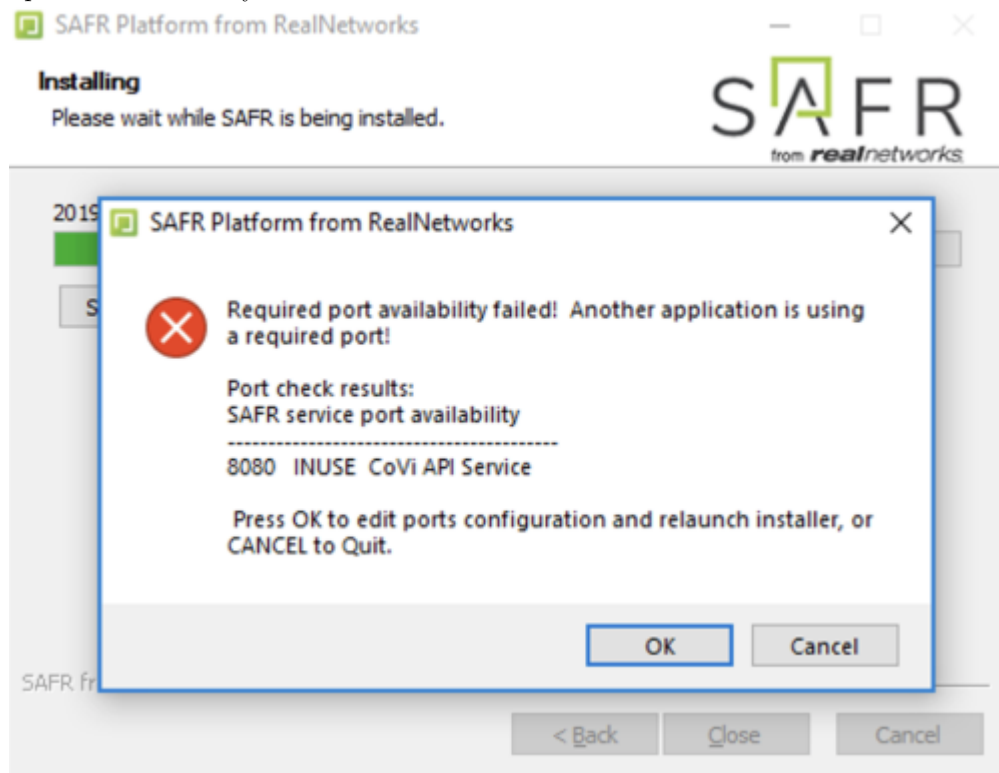 SAFR Platform from RealNetworks
Installing
Please wait while SAFR is being installed.
SAFR
from realnetworks
2019
SAFR Platform from RealNetworks
S
Required port availability failed!  Another application is using
a required port!
Port check results:
SAFR service port availability
----------------------------------------
8080   INUSE  CoVi API Service
Press OK to edit ports configuration and relaunch installer, or
CANCEL to Quit.
OK Cancel
SAFR fr
< Back Close Cancel